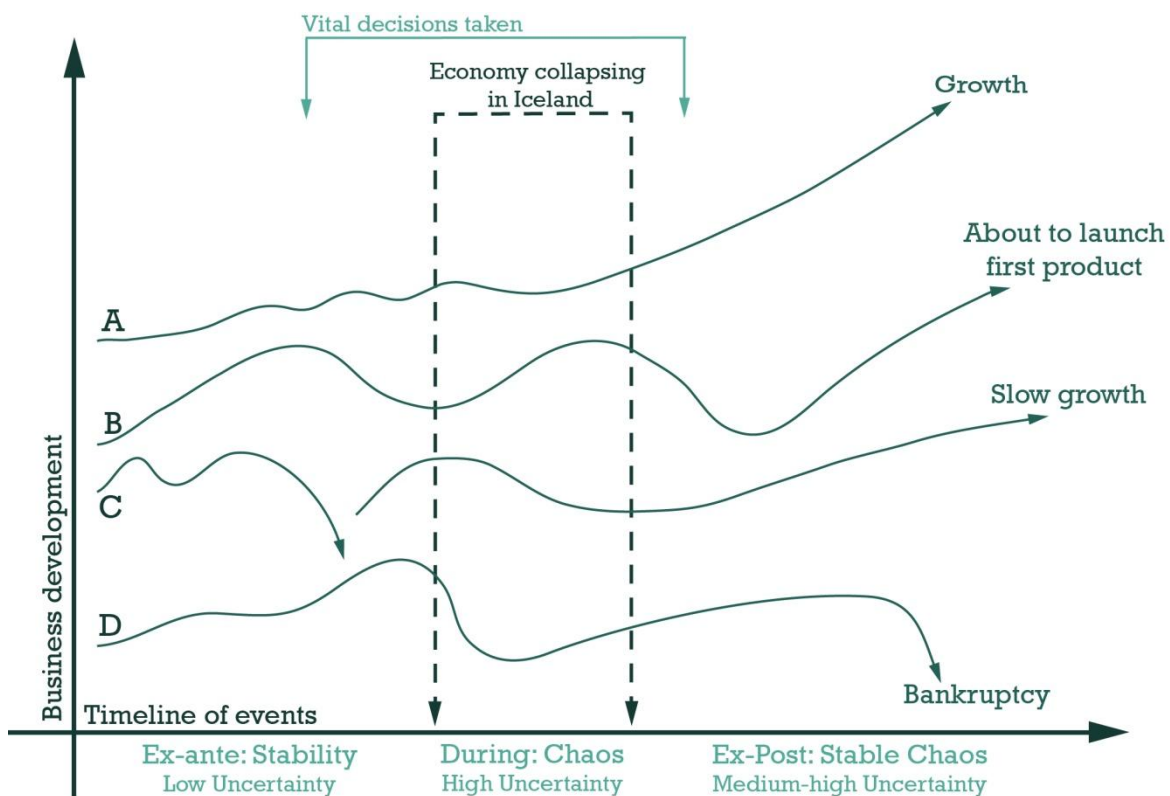 Vital decisions taken
Economy collapsing
in Iceland
Growth
About to launch
first product
A
B
Slow growth
C
D
Business development
Bankruptcy
Timeline of events
Ex-ante: Stability
Low Uncertainty
During: Chaos
High Uncertainty
Ex-Post: Stable Chaos
Medium-high Uncertainty